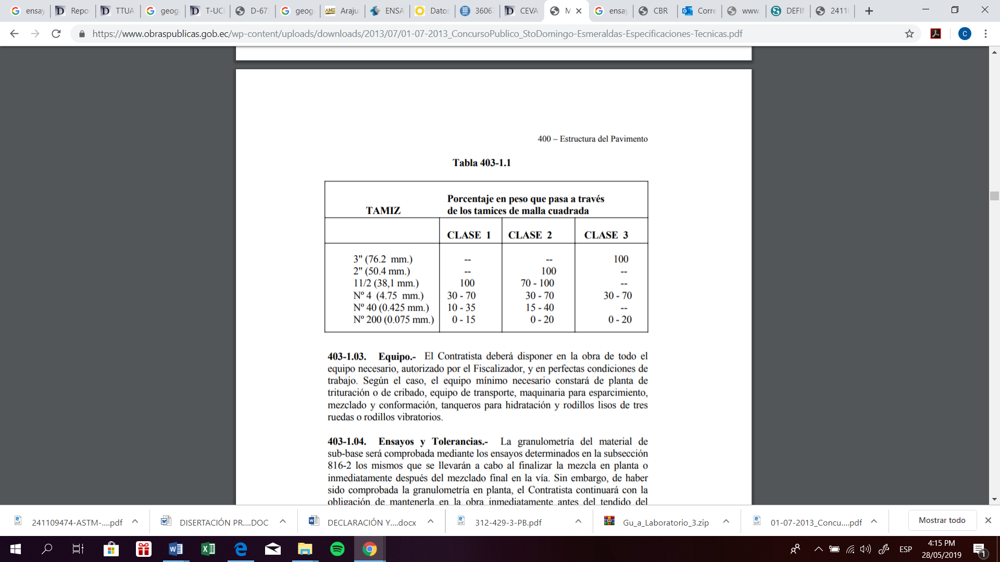 ensay
Repos
TTUA
geog
T-UCE
D-673
geog
AME Araju
ENSA
Datos
36067
CEVA
M
ensay
CBR
Corre
www.
DEFIN
24110
https://www.obraspublicas.gob.ec/wp-content/uploads/downloads/2013/07/01-07-2013_ConcursoPublico_StoDomingo-Esmeraldas-Especificaciones-Tecnicas.pdf
C
400 – Estructura del Pavimento
Tabla 403-1.1
TAMIZ
Porcentaje en peso que pasa a través
de los tamices de malla cuadrada
CLASE 1 CLASE 2 CLASE 3
3" (76.2 mm.) -- -- 100
2" (50.4 mm.) -- 100 --
11/2 (38,1 mm.) 100 70 - 100 --
Nº 4 (4.75 mm.) 30 - 70 30 - 70 30 - 70
Nº 40 (0.425 mm.) 10 - 35 15 - 40 --
Nº 200 (0.075 mm.) 0 - 15 0 - 20 0 - 20
403-1.03. Equipo.- El Contratista deberá disponer en la obra de todo el
equipo necesario, autorizado por el Fiscalizador, y en perfectas condiciones de
trabajo. Según el caso, el equipo mínimo necesario constará de planta de
trituración o de cribado, equipo de transporte, maquinaria para esparcimiento,
mezclado y conformación, tanqueros para hidratación y rodillos lisos de tres
ruedas o rodillos vibratorios.
403-1.04. Ensayos y Tolerancias.- La granulometría del material de
sub-base será comprobada mediante los ensayos determinados en la subsección
816-2 los mismos que se llevarán a cabo al finalizar la mezcla en planta o
inmediatamente después del mezclado final en la vía. Sin embargo, de haber
sido comprobada la granulometría en planta, el Contratista continuará con la
obligación de mantenerla en la obra inmediatamente antes del tendido del
241109474-ASTM-....pdf
DISERTACIÓN PR....DOC
DECLARACIÓN Y....docx
312-429-3-PB.pdf
Gu_a_Laboratorio_3.zip
01-07-2013_Concu....pdf
Mostrar todo
ESP
4:15 PM
28/05/2019
1